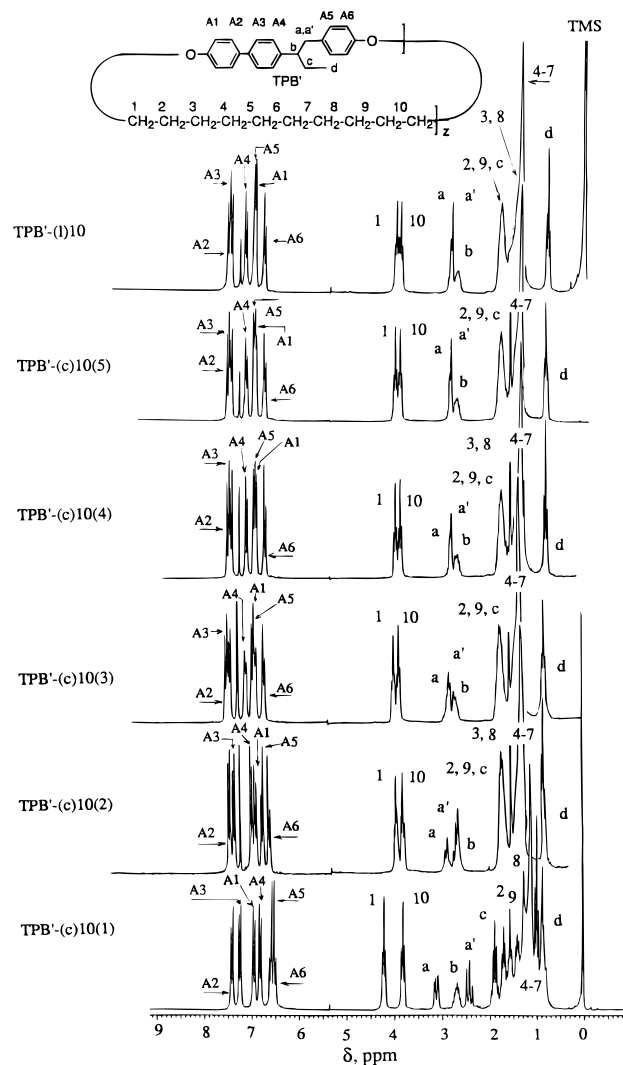 A1 A2 A3 A4 A5 A6
a,a'
b
c
d
O
O
TPB'
1 2 3 4 5 6 7 8 9 10
CH2-CH2-CH2-CH2-CH2-CH2-CH2-CH2-CH2-CH2
z
TMS
4-7
3, 8
d
2, 9, c
A5
A4
A3
A1
a a'
1 10
b
TPB'-(l)10
A2
A6
4-7
2, 9, c
A4
A5
A3
A1
1 10
a'
a
TPB'-(c)10(5)
A2
b
d
A6
4-7
3, 8
A5
A4
A1
A3
2, 9, c
1 10
a'
TPB'-(c)10(4)
A2
a
b
A6
d
4-7
A1
A4
A5
2, 9, c
A3
1 10
a'
a
d
TPB'-(c)10(3)
A2
b
A6
A4
A1
A3
A5
3, 8 4-7
2, 9, c
1 10
a'
TPB'-(c)10(2)
A2
A6
a
b
d
8
A1
A4
A3
A5
2
9
1 10
c
d
a'
TPB'-(c)10(1)
A2
A6
a
b
4-7
9 8 7 6 5 4 3 2 1 0
δ, ppm